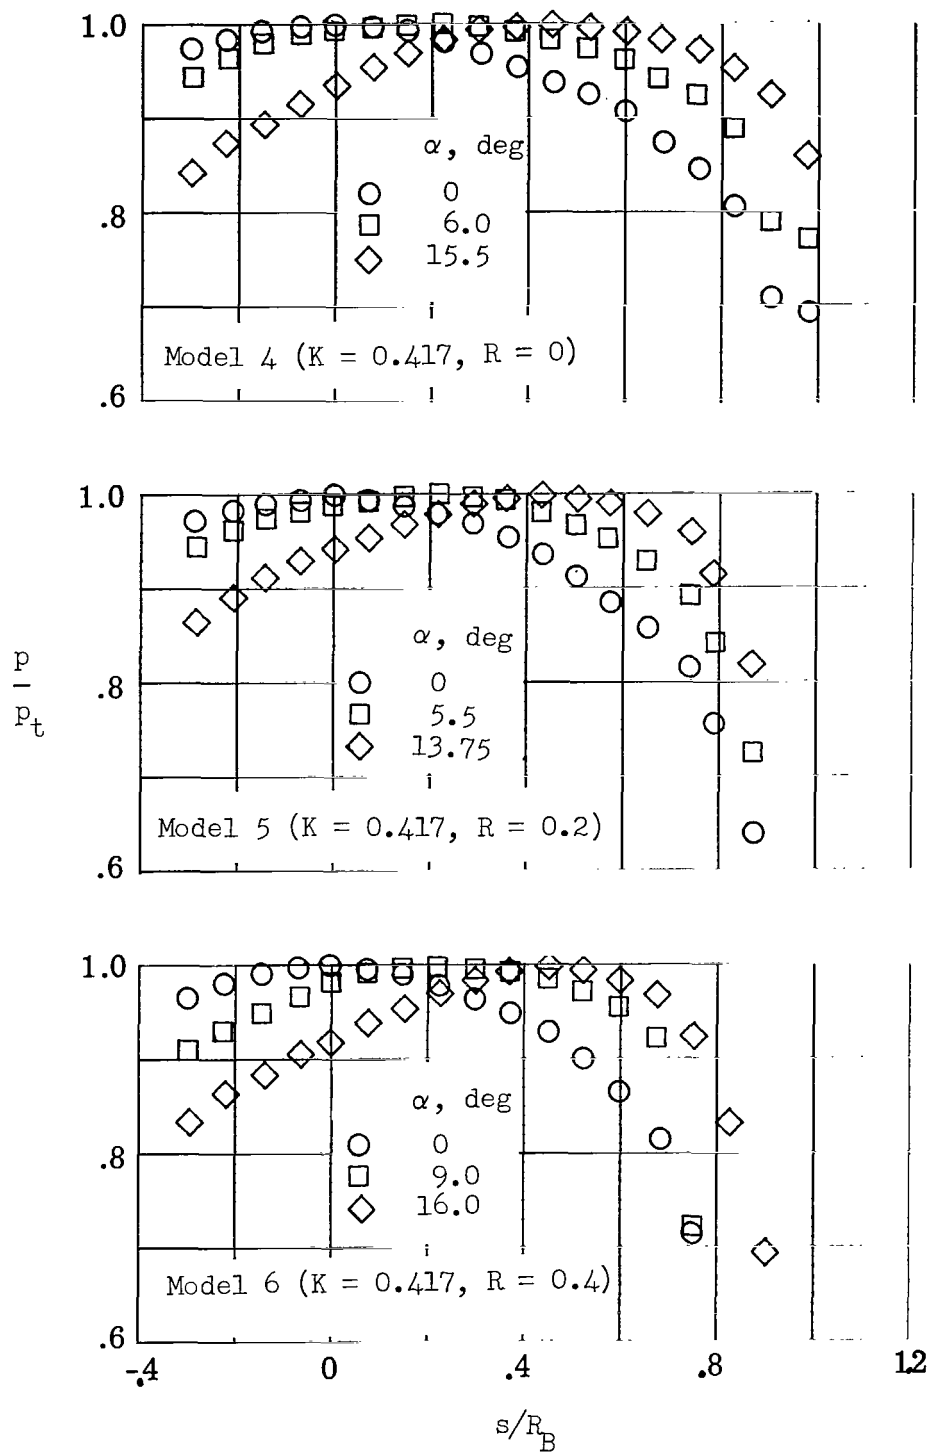 1.0
α, deg
0
6.0
15.5
.8
Model 4 (K = 0.417, R = 0)
.6
1.0
α, deg
0
5.5
13.75
p
p_t
.8
Model 5 (K = 0.417, R = 0.2)
.6
1.0
α, deg
0
9.0
16.0
.8
Model 6 (K = 0.417, R = 0.4)
.6
-.4 0 .4 .8 1.2
s/R_B